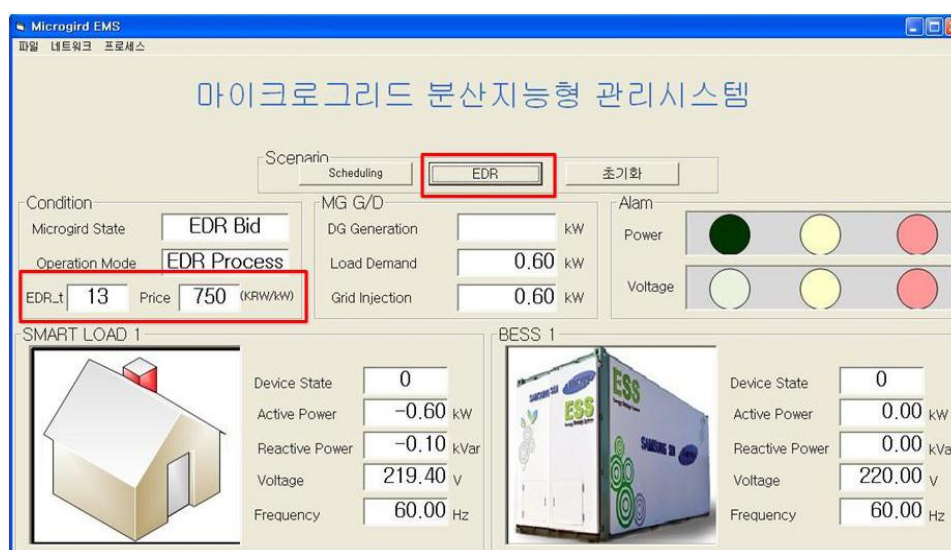 Microgird EMS
파일 네트워크 프로세스
마이크로그리드 분산지능형 관리시스템
Scenario
Scheduling EDR 초기화
Condition
Microgird State EDR Bid
Operation Mode EDR Process
EDR_t 13 Price 750 (KRW/kW)
MG G/D
DG Generation kW
Load Demand 0.60 kW
Grid Injection 0.60 kW
Alam
Power
Voltage
SMART LOAD 1
Device State 0
Active Power -0.60 kW
Reactive Power -0.10 kVar
Voltage 219.40 V
Frequency 60.00 Hz
BESS 1
ESS
ESS
SAMSUNG SDI
Device State 0
Active Power 0.00 kW
Reactive Power 0.00 kVa
Voltage 220.00 V
Frequency 60.00 Hz